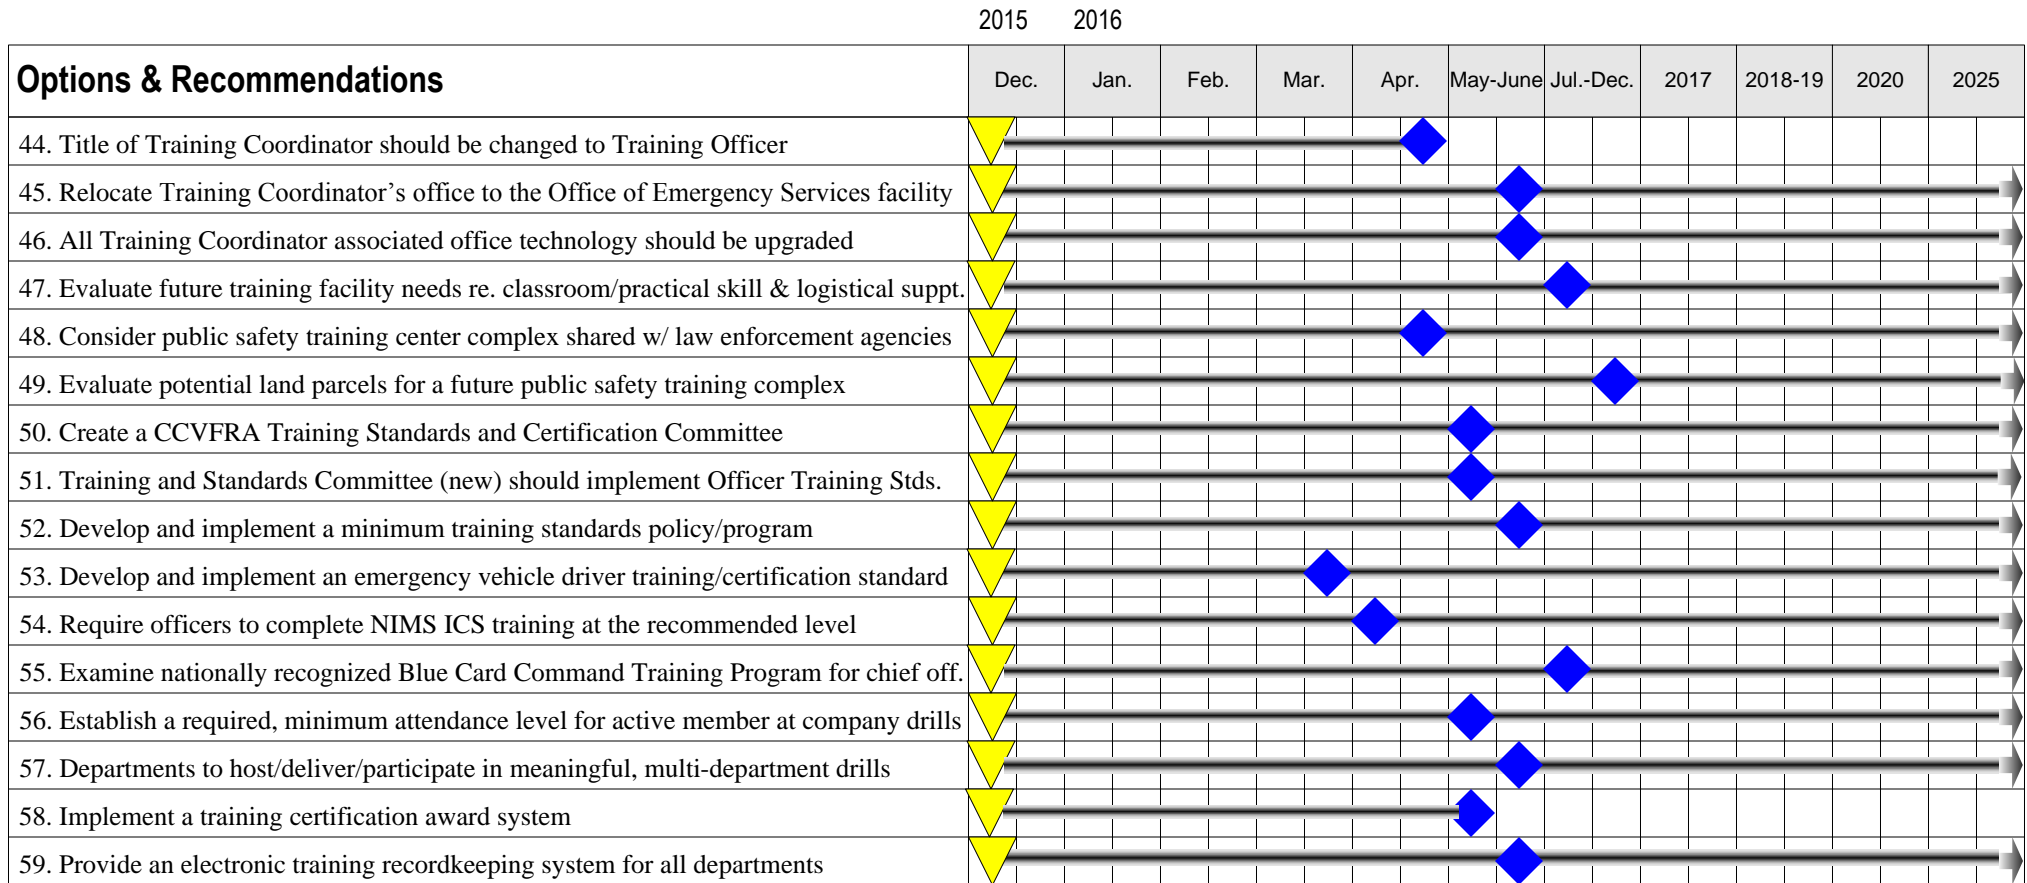 2015 2016
Options & Recommendations Dec. Jan. Feb. Mar. Apr. May-June Jul.-Dec. 2017 2018-19 2020 2025
44. Title of Training Coordinator should be changed to Training Officer
45. Relocate Training Coordinator’s office to the Office of Emergency Services facility
46. All Training Coordinator associated office technology should be upgraded
47. Evaluate future training facility needs re. classroom/practical skill & logistical suppt.
48. Consider public safety training center complex shared w/ law enforcement agencies
49. Evaluate potential land parcels for a future public safety training complex
50. Create a CCVFRA Training Standards and Certification Committee
51. Training and Standards Committee (new) should implement Officer Training Stds.
52. Develop and implement a minimum training standards policy/program
53. Develop and implement an emergency vehicle driver training/certification standard
54. Require officers to complete NIMS ICS training at the recommended level
55. Examine nationally recognized Blue Card Command Training Program for chief off.
56. Establish a required, minimum attendance level for active member at company drills
57. Departments to host/deliver/participate in meaningful, multi-department drills
58. Implement a training certification award system
59. Provide an electronic training recordkeeping system for all departments